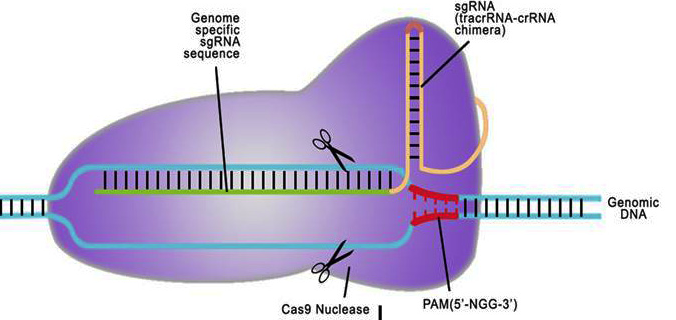 Genome
specific
sgRNA
sequence
sgRNA
(tracrRNA-crRNA
chimera)
Genomic
DNA
Cas9 Nuclease
PAM(5'-NGG-3')